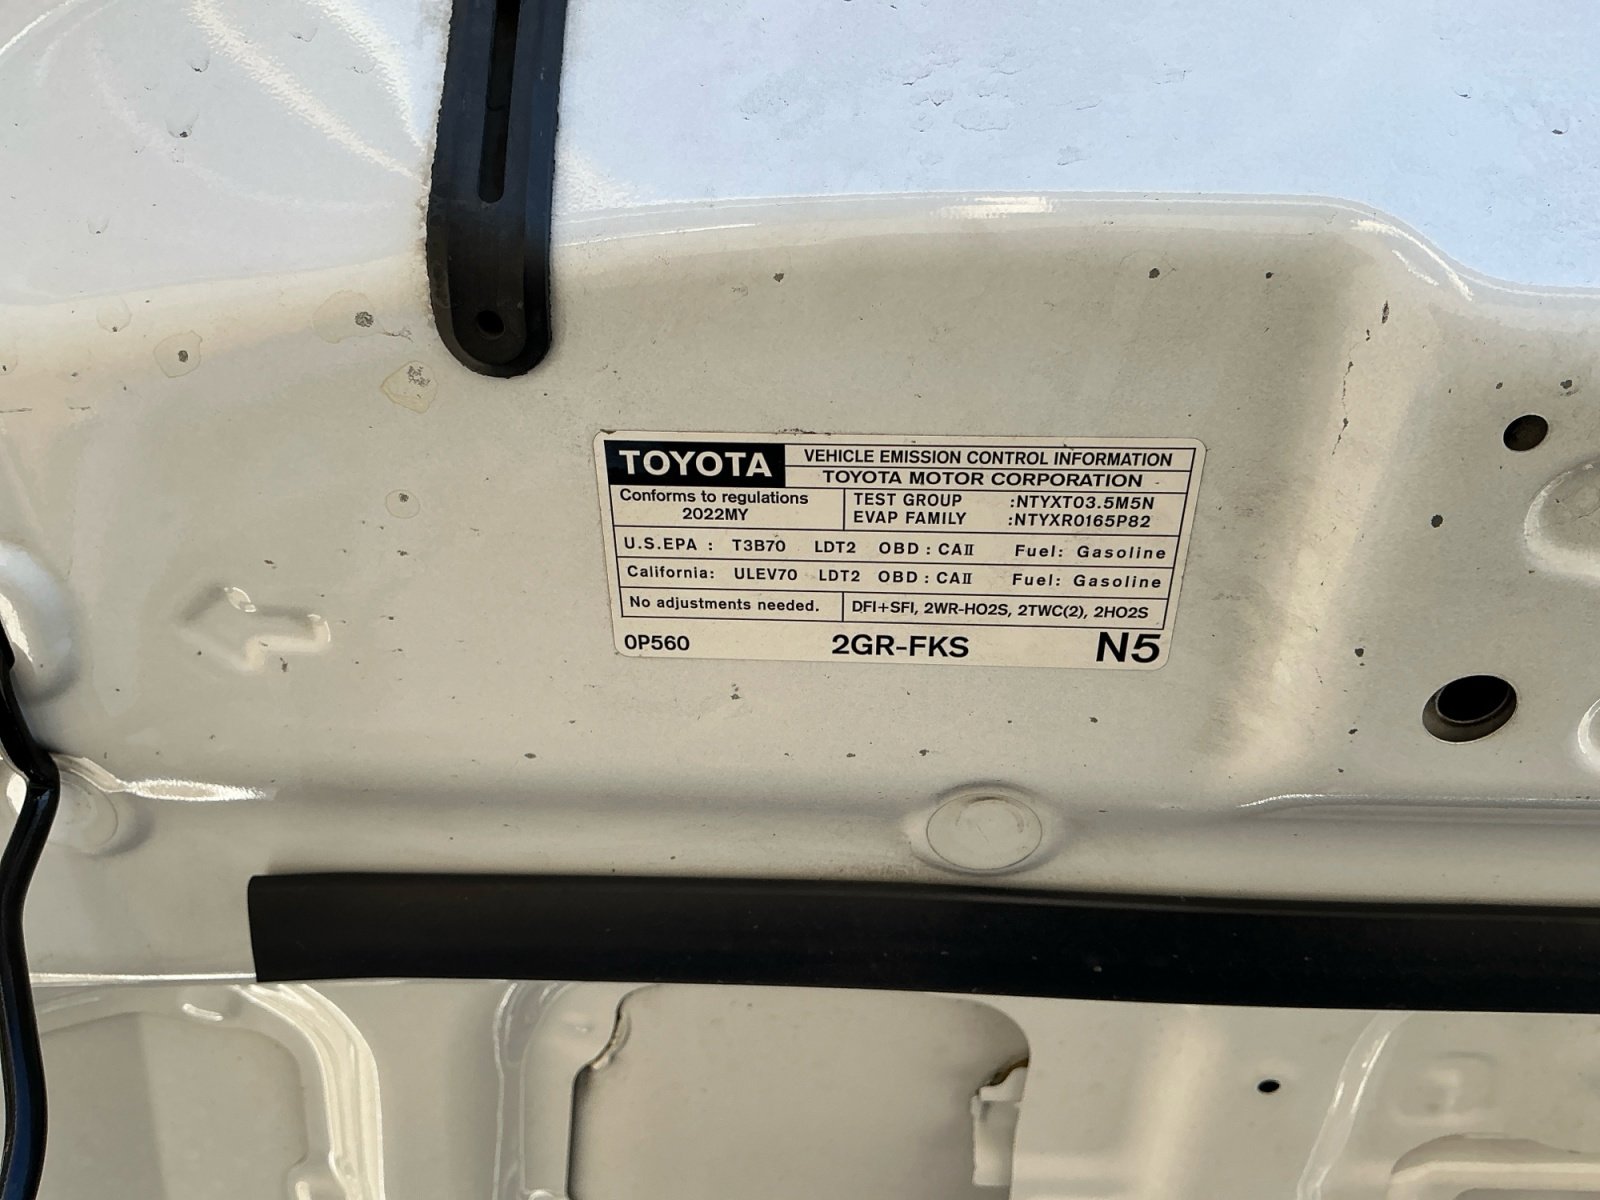 TOYOTA
VEHICLE EMISSION CONTROL INFORMATION
TOYOTA MOTOR CORPORATION
Conforms to regulations
2022MY
TEST GROUP :NTYXT03.5M5N
EVAP FAMILY :NTYXR0165P82
U.S.EPA : T3B70 LDT2 OBD : CAII Fuel: Gasoline
California: ULEV70 LDT2 OBD : CAII Fuel: Gasoline
No adjustments needed.
DFI+SFI, 2WR-HO2S, 2TWC(2), 2HO2S
0P560 2GR-FKS N5